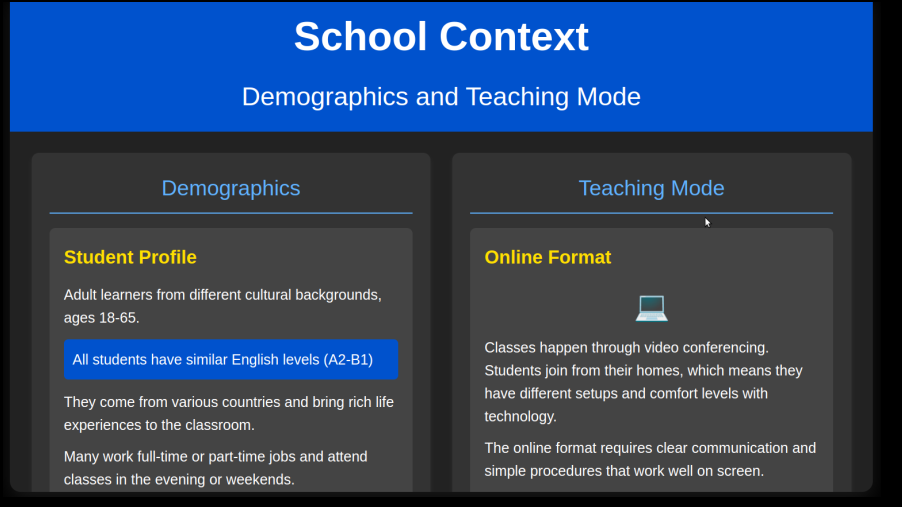 School Context
Demographics and Teaching Mode
Demographics
Student Profile
Adult learners from different cultural backgrounds,
ages 18-65.
All students have similar English levels (A2-B1)
They come from various countries and bring rich life
experiences to the classroom.
Many work full-time or part-time jobs and attend
classes in the evening or weekends.
Teaching Mode
Online Format
Classes happen through video conferencing.
Students join from their homes, which means they
have different setups and comfort levels with
technology.
The online format requires clear communication and
simple procedures that work well on screen.